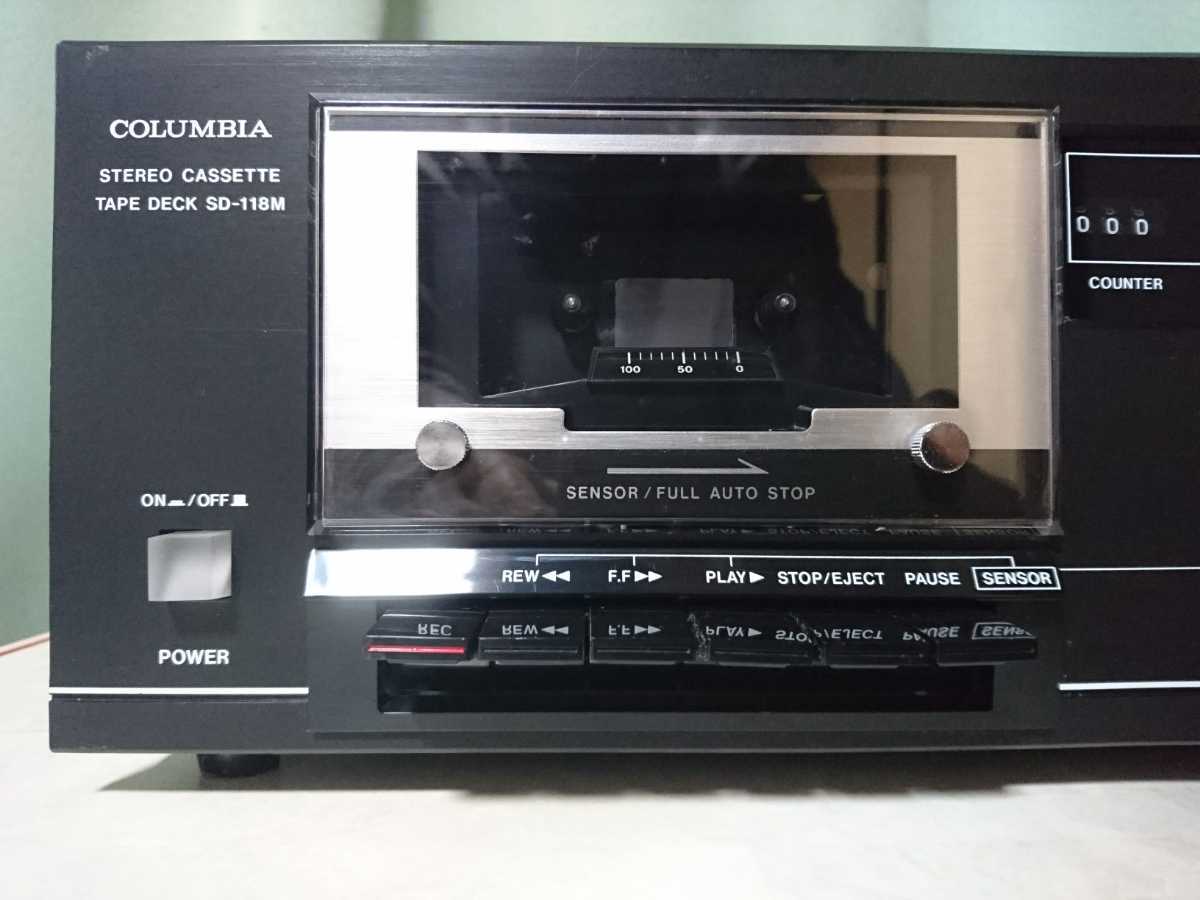 COLUMBIA
STEREO CASSETTE
TAPE DECK SD-118M
000
COUNTER
100 50 0
SENSOR/FULL AUTO STOP
ON /OFF
POWER
REW ◀◀ F.F ▶▶ PLAY ▶ STOP/EJECT PAUSE SENSOR
REC